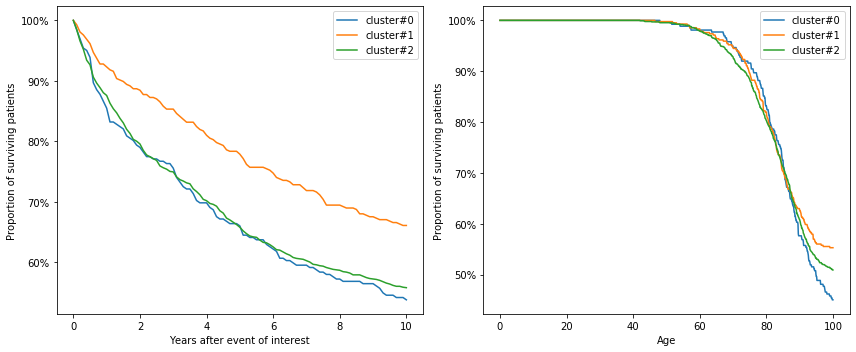 100%
90%
80%
70%
60%
0
2
4
6
8
10
Years after event of interest
Proportion of surviving patients
cluster#0
cluster#1
cluster#2
100%
90%
80%
70%
60%
50%
0
20
40
60
80
100
Age
Proportion of surviving patients
cluster#0
cluster#1
cluster#2